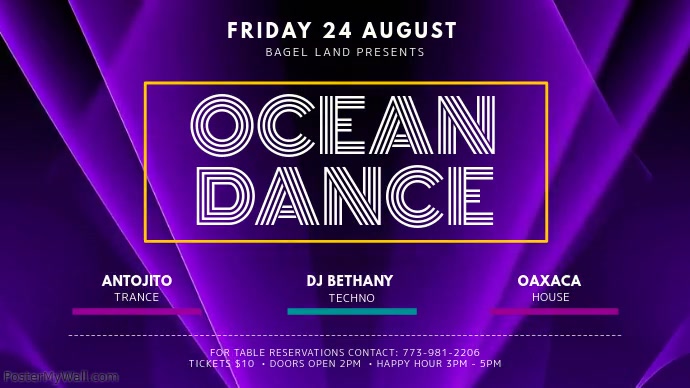 FRIDAY 24 AUGUST
BAGEL LAND PRESENTS
OCEAN
DANCE
ANTOJITO
TRANCE
DJ BETHANY
TECHNO
OAXACA
HOUSE
FOR TABLE RESERVATIONS CONTACT: 773-981-2206
TICKETS $10 • DOORS OPEN 2PM • HAPPY HOUR 3PM - 5PM
PosterMyWall.com